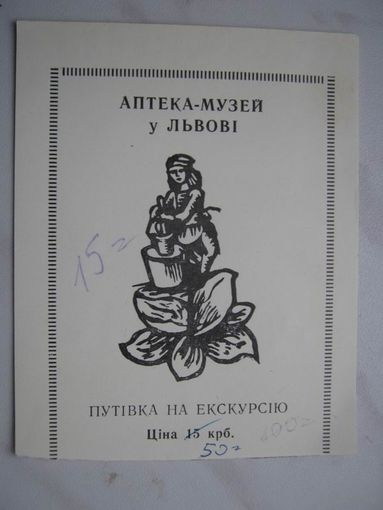 АПТЕКА-МУЗЕЙ
у ЛЬВОВІ
15=
ПУТІВКА НА ЕКСКУРСІЮ
Ціна 15 крб.
50=
100=